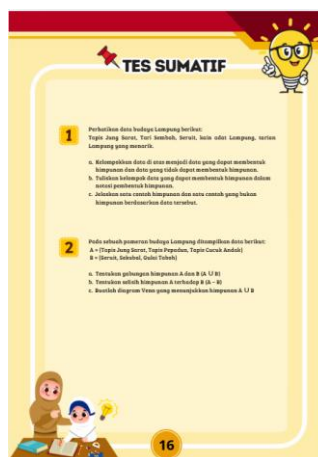 TES SUMATIF
1
Perhatikan data budaya Lampung berikut:
Tapis Jung Sarat, Tari Sembah, Seruit, kain adat Lampung, tarian
Lampung yang menarik.
a. Kelompokkan data di atas menjadi data yang dapat membentuk
himpunan dan data yang tidak dapat membentuk himpunan.
b. Tuliskan kelompok data yang dapat membentuk himpunan dalam
notasi pembentuk himpunan.
c. Jelaskan satu contoh himpunan dan satu contoh yang bukan
himpunan berdasarkan data tersebut.
2
Pada sebuah pameran budaya Lampung ditampilkan data berikut:
A = {Tapis Jung Sarat, Tapis Pepadun, Tapis Cucuk Andak}
B = {Seruit, Sekubal, Gulai Taboh}
a. Tentukan gabungan himpunan A dan B (A ∪ B)
b. Tentukan selisih himpunan A terhadap B (A - B)
c. Buatlah diagram Venn yang menunjukkan himpunan A ∪ B
16